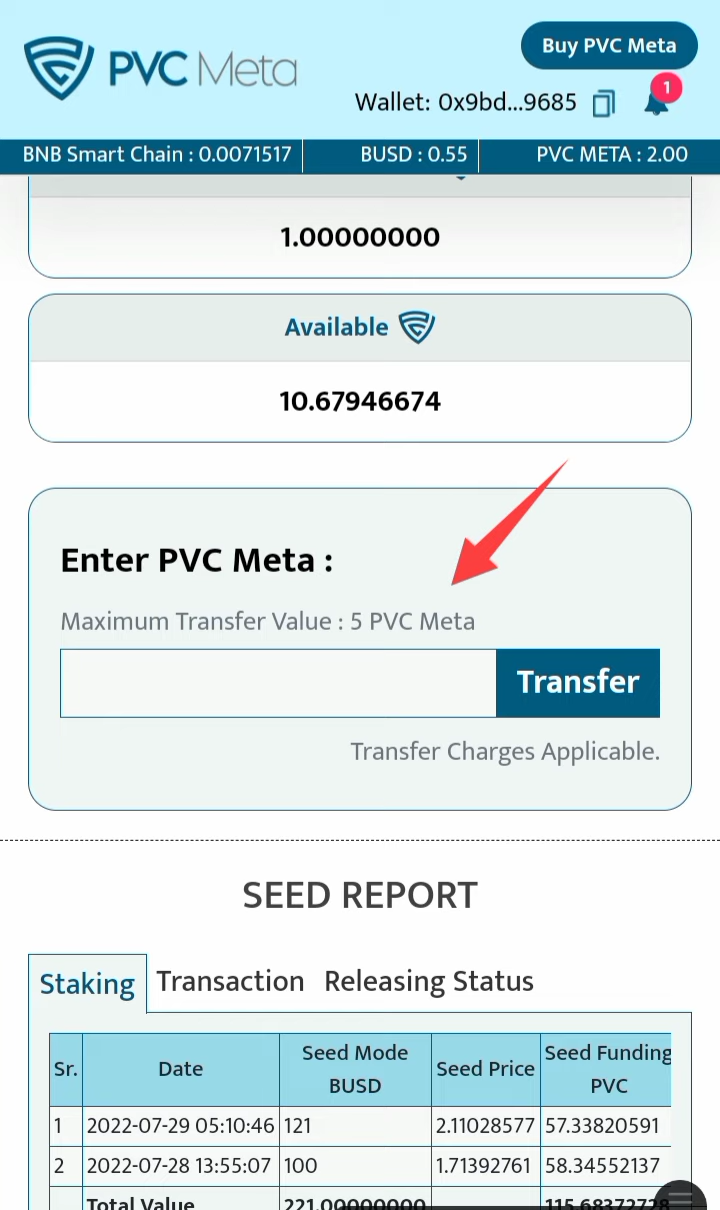 PVC Meta
Buy PVC Meta
Wallet: 0x9bd...9685
1
BNB Smart Chain : 0.0071517
BUSD : 0.55
PVC META : 2.00
1.00000000
Available
10.67946674
Enter PVC Meta :
Maximum Transfer Value : 5 PVC Meta
Transfer
Transfer Charges Applicable.
SEED REPORT
Staking Transaction Releasing Status
Sr. Date Seed Mode BUSD Seed Price Seed Funding PVC
1 2022-07-29 05:10:46 121 2.11028577 57.33820591
2 2022-07-28 13:55:07 100 1.71392761 58.34552137
Total Value 221.00000000 115.68372728